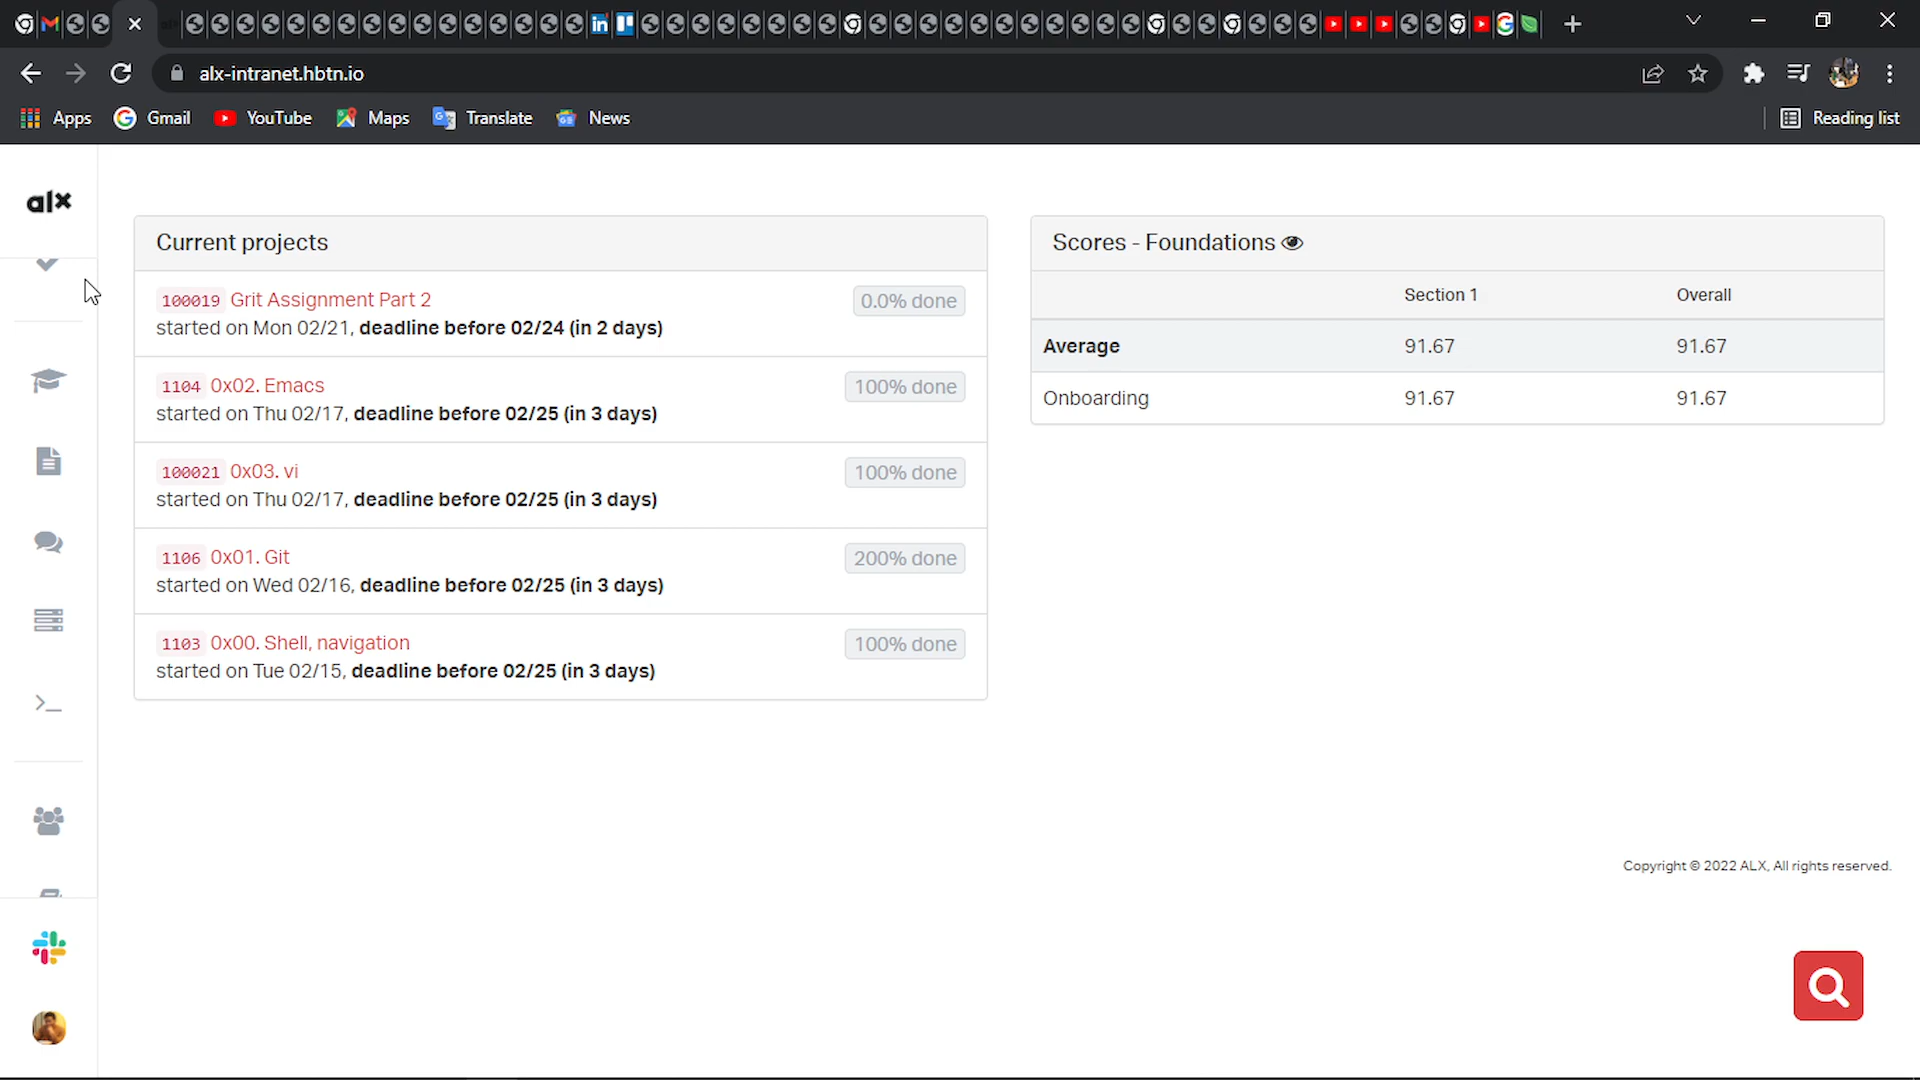 alx-intranet.hbtn.io
Apps Gmail YouTube Maps Translate News Reading list
alx
Current projects
100019 Grit Assignment Part 2 0.0% done
started on Mon 02/21, deadline before 02/24 (in 2 days)
1104 0x02. Emacs 100% done
started on Thu 02/17, deadline before 02/25 (in 3 days)
100021 0x03. vi 100% done
started on Thu 02/17, deadline before 02/25 (in 3 days)
1106 0x01. Git 200% done
started on Wed 02/16, deadline before 02/25 (in 3 days)
1103 0x00. Shell, navigation 100% done
started on Tue 02/15, deadline before 02/25 (in 3 days)
Scores - Foundations
Section 1 Overall
Average 91.67 91.67
Onboarding 91.67 91.67
Copyright © 2022 ALX, All rights reserved.